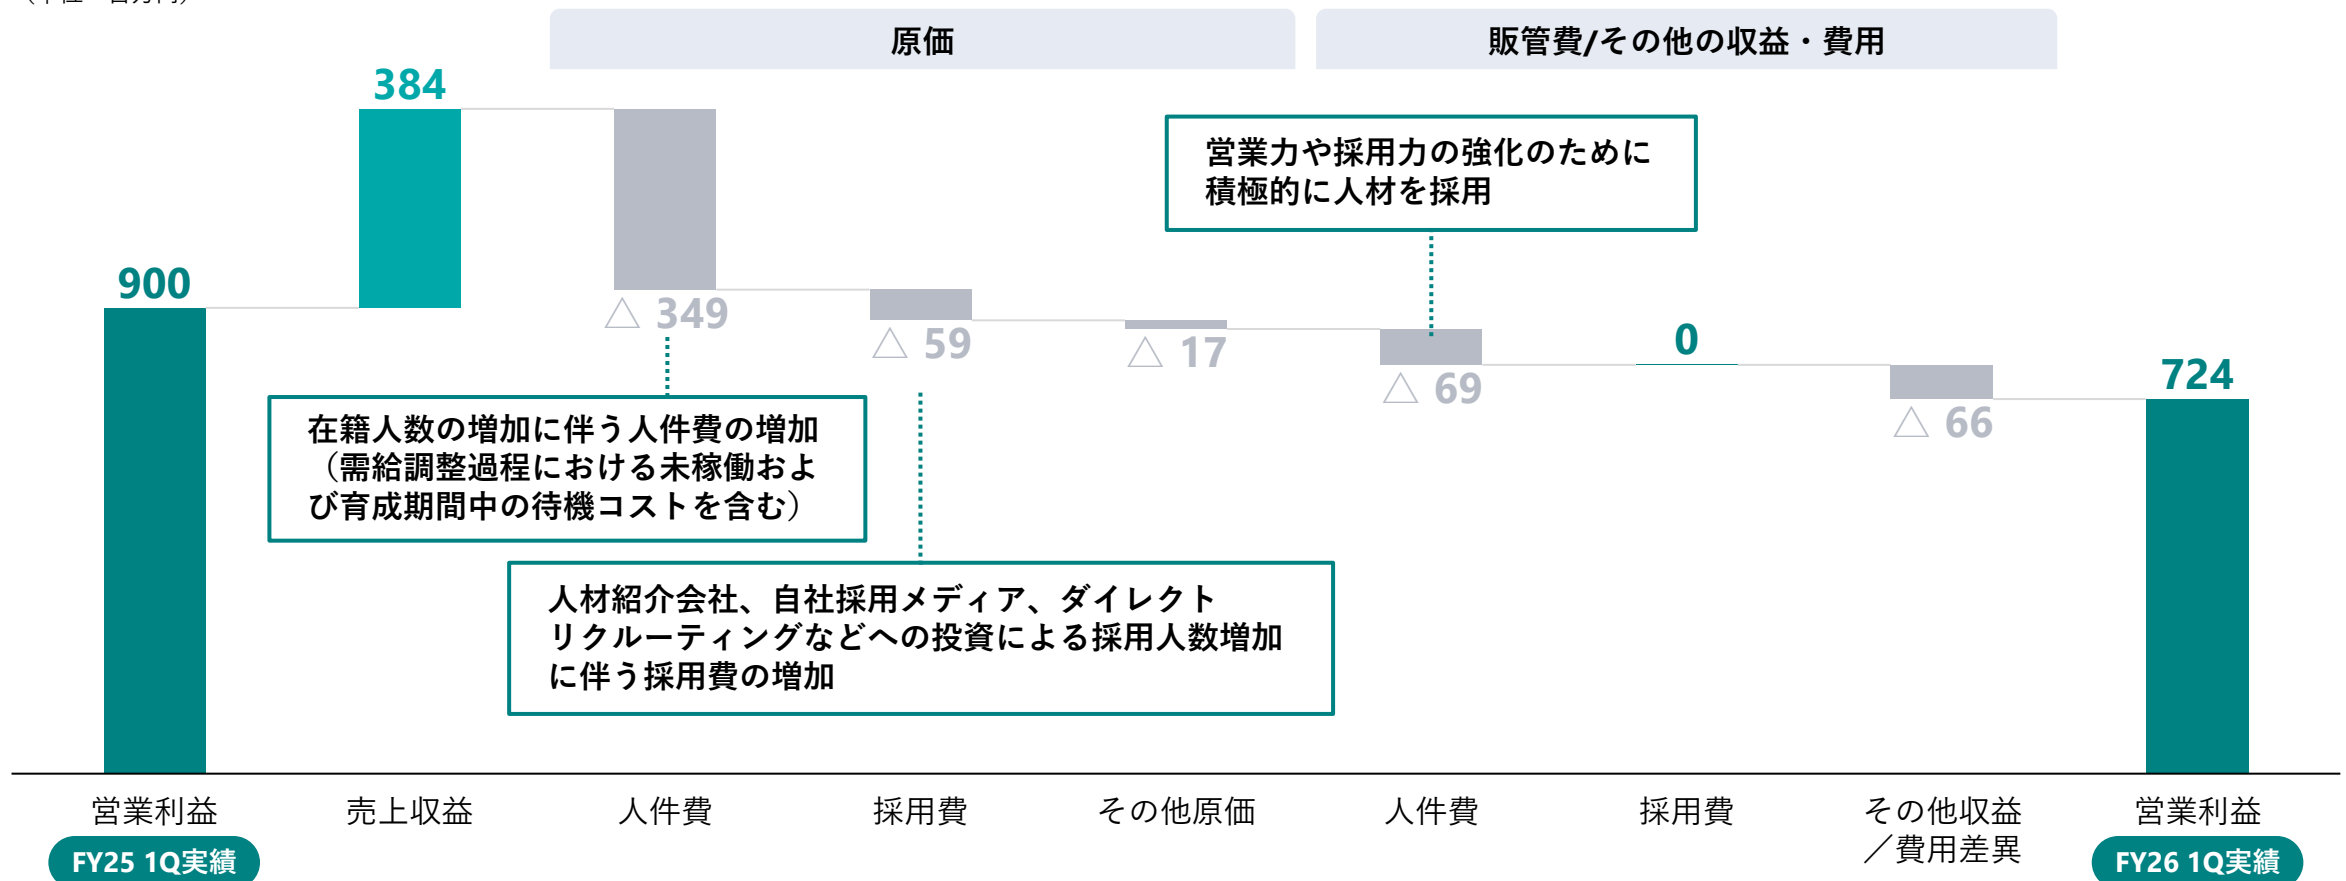 原価
販管費/その他の収益・費用
384
営業力や採用力の強化のために
積極的に人材を採用
900
△ 349
△ 59
△ 17
△ 69
0
△ 66
724
在籍人数の増加に伴う人件費の増加
（需給調整過程における未稼働およ
び育成期間中の待機コストを含む）
人材紹介会社、自社採用メディア、ダイレクト
リクルーティングなどへの投資による採用人数増加
に伴う採用費の増加
営業利益
売上収益
人件費
採用費
その他原価
人件費
採用費
その他収益
／費用差異
営業利益
FY25 1Q実績
FY26 1Q実績